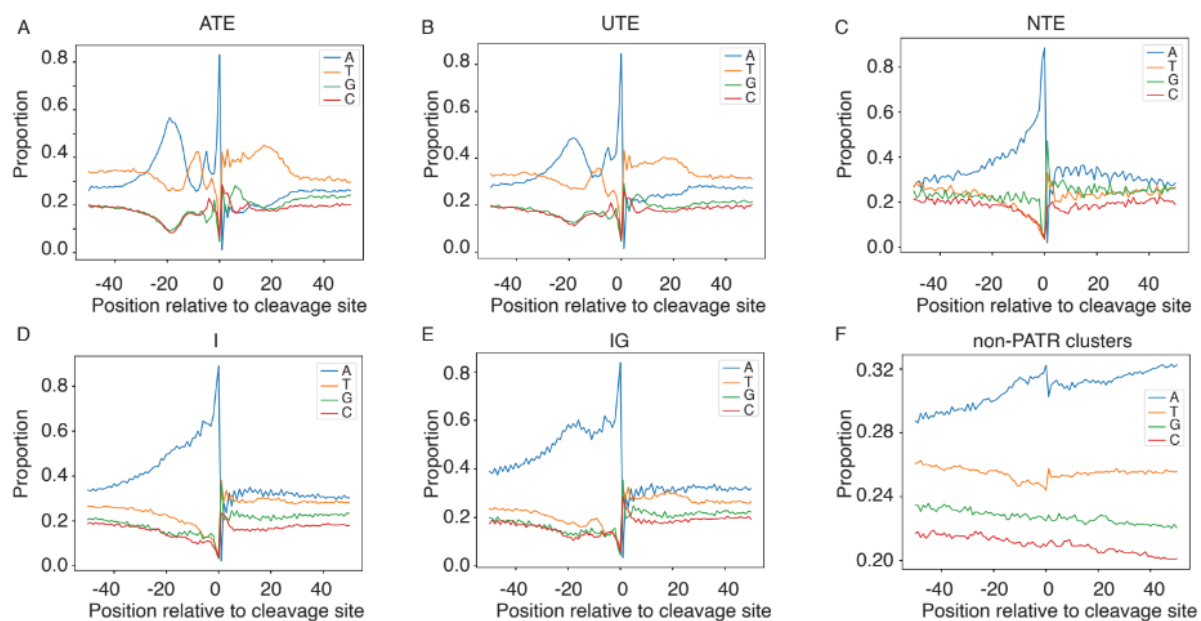 A
ATE
Proportion
0.8
0.6
0.4
0.2
0.0
A
T
G
C
-40 -20 0 20 40
Position relative to cleavage site
B
UTE
Proportion
0.8
0.6
0.4
0.2
0.0
A
T
G
C
-40 -20 0 20 40
Position relative to cleavage site
C
NTE
Proportion
0.8
0.6
0.4
0.2
0.0
A
T
G
C
-40 -20 0 20 40
Position relative to cleavage site
D
I
Proportion
0.8
0.6
0.4
0.2
0.0
A
T
G
C
-40 -20 0 20 40
Position relative to cleavage site
E
IG
Proportion
0.8
0.6
0.4
0.2
0.0
A
T
G
C
-40 -20 0 20 40
Position relative to cleavage site
F
non-PATR clusters
Proportion
0.32
0.28
0.24
0.20
A
T
G
C
-40 -20 0 20 40
Position relative to cleavage site